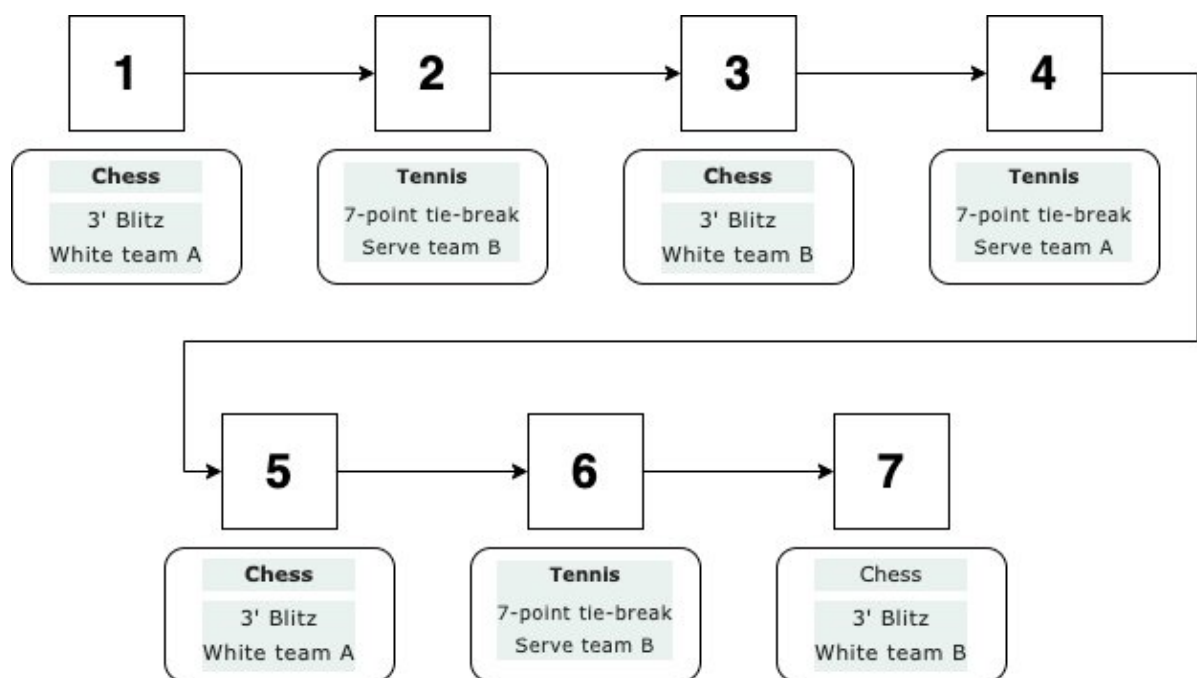 1
2
3
4
Chess
3' Blitz
White team A
Tennis
7-point tie-break
Serve team B
Chess
3' Blitz
White team B
Tennis
7-point tie-break
Serve team A
5
6
7
Chess
3' Blitz
White team A
Tennis
7-point tie-break
Serve team B
Chess
3' Blitz
White team B